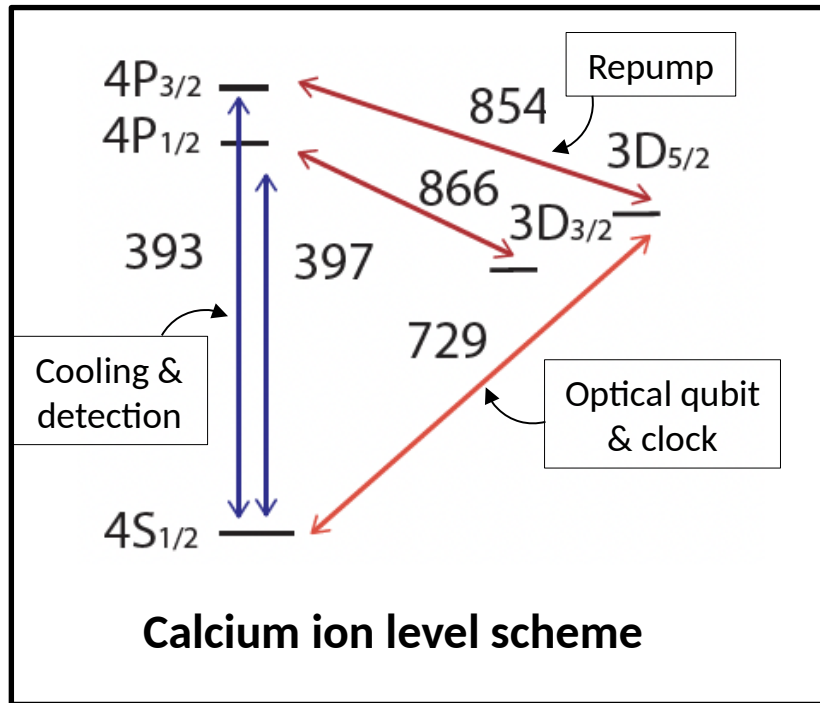 4P3/2
Repump
854
4P1/2
3D5/2
866
3D3/2
393
397
729
Cooling &
detection
Optical qubit
& clock
4S1/2
Calcium ion level scheme